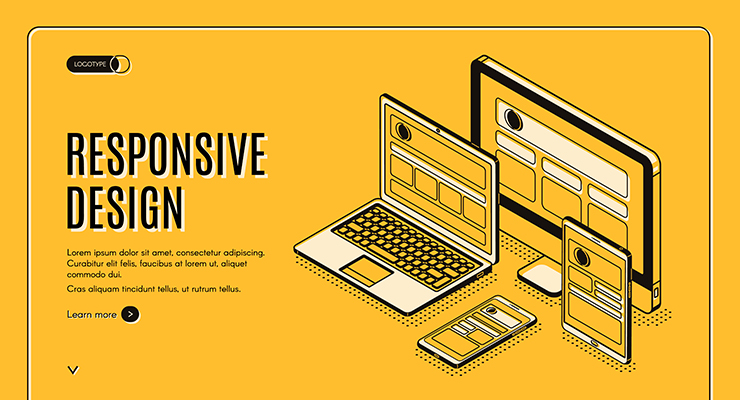 LOGOTYPE
RESPONSIVE
DESIGN
Lorem ipsum dolor sit amet, consectetur adipiscing.
Curabitur elit felis, faucibus at lorem ut, aliquet
commodo dui.
Cras aliquam tincidunt tellus, ut rutrum tellus.
Learn more